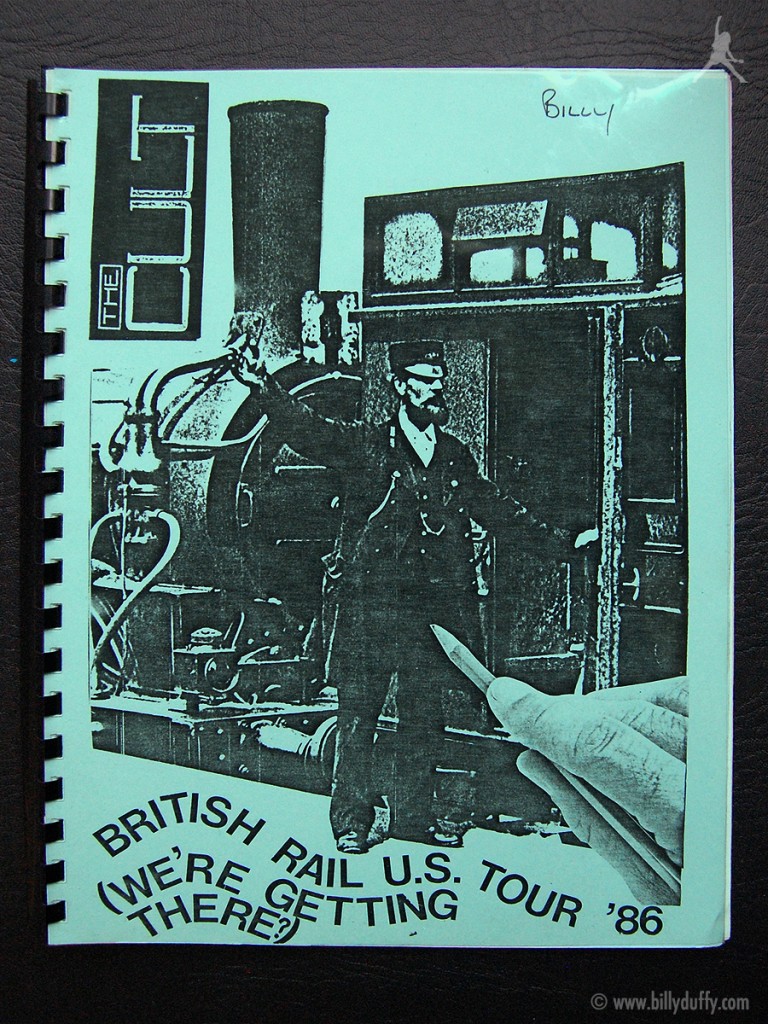 Billy
THE CULT
BRITISH RAIL U.S. TOUR '86
(WE'RE GETTING
THERE?)
© www.billyduffy.com